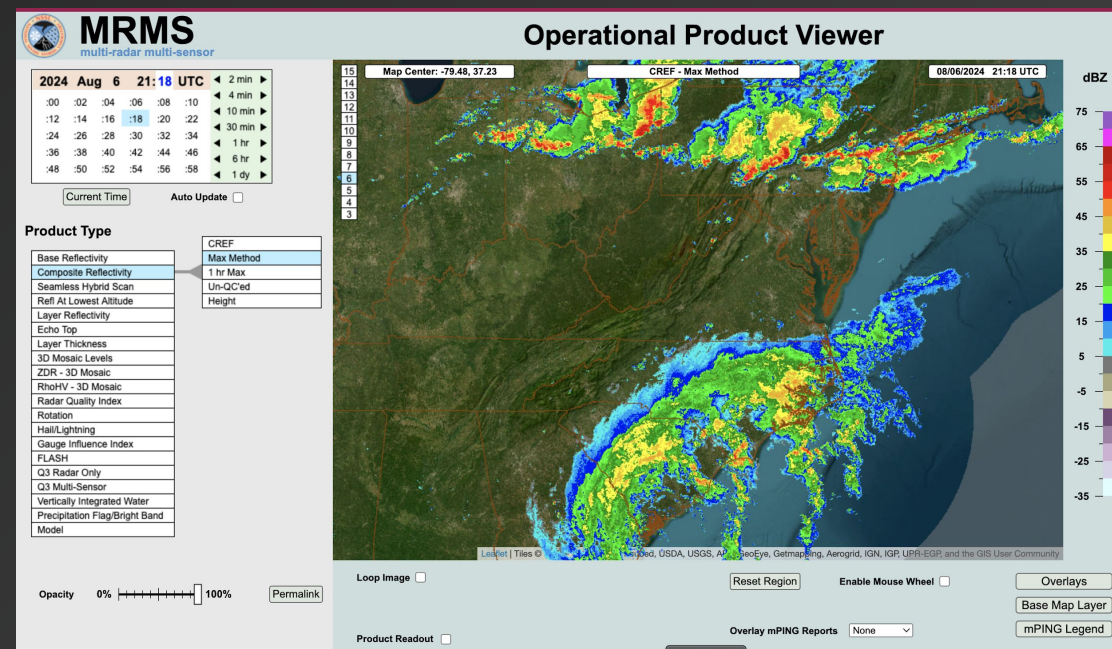 MRMS
multi-radar multi-sensor
Operational Product Viewer
2024 Aug 6 21:18 UTC
:00 :02 :04 :06 :08 :10
:12 :14 :16 :18 :20 :22
:24 :26 :28 :30 :32 :34
:36 :38 :40 :42 :44 :46
:48 :50 :52 :54 :56 :58
2 min
4 min
10 min
30 min
1 hr
6 hr
1 dy
Current Time
Auto Update
Product Type
Base Reflectivity
Composite Reflectivity
Seamless Hybrid Scan
Refl At Lowest Altitude
Layer Reflectivity
Echo Top
Layer Thickness
3D Mosaic Levels
ZDR - 3D Mosaic
RhoHV - 3D Mosaic
Radar Quality Index
Rotation
Hail/Lightning
Gauge Influence Index
FLASH
Q3 Radar Only
Q3 Multi-Sensor
Vertically Integrated Water
Precipitation Flag/Bright Band
Model
CREF
Max Method
1 hr Max
Un-QC'ed
Height
Opacity 0% 100%
Permalink
15
14
13
12
11
10
9
8
7
6
5
4
3
Map Center: -79.48, 37.23
CREF - Max Method
08/06/2024 21:18 UTC
dBZ
75
65
55
45
35
25
15
5
-5
-15
-25
-35
Leaflet | Tiles © USDA, USGS, GeoEye, Getmapping, Aerogrid, IGN, IGP, UPR-EGP, and the GIS User Community
Loop Image
Reset Region
Enable Mouse Wheel
Overlays
Base Map Layer
mPING Legend
Overlay mPING Reports None
Product Readout